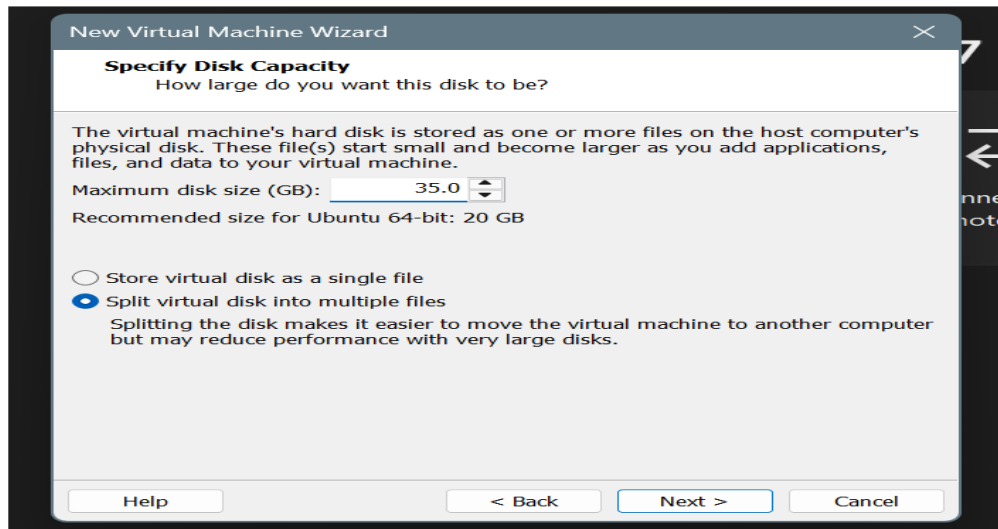 New Virtual Machine Wizard
7
Specify Disk Capacity
How large do you want this disk to be?
The virtual machine's hard disk is stored as one or more files on the host computer's
physical disk. These file(s) start small and become larger as you add applications,
files, and data to your virtual machine.
Maximum disk size (GB): 35.0
Recommended size for Ubuntu 64-bit: 20 GB
Store virtual disk as a single file
Split virtual disk into multiple files
Splitting the disk makes it easier to move the virtual machine to another computer
but may reduce performance with very large disks.
Help < Back Next > Cancel